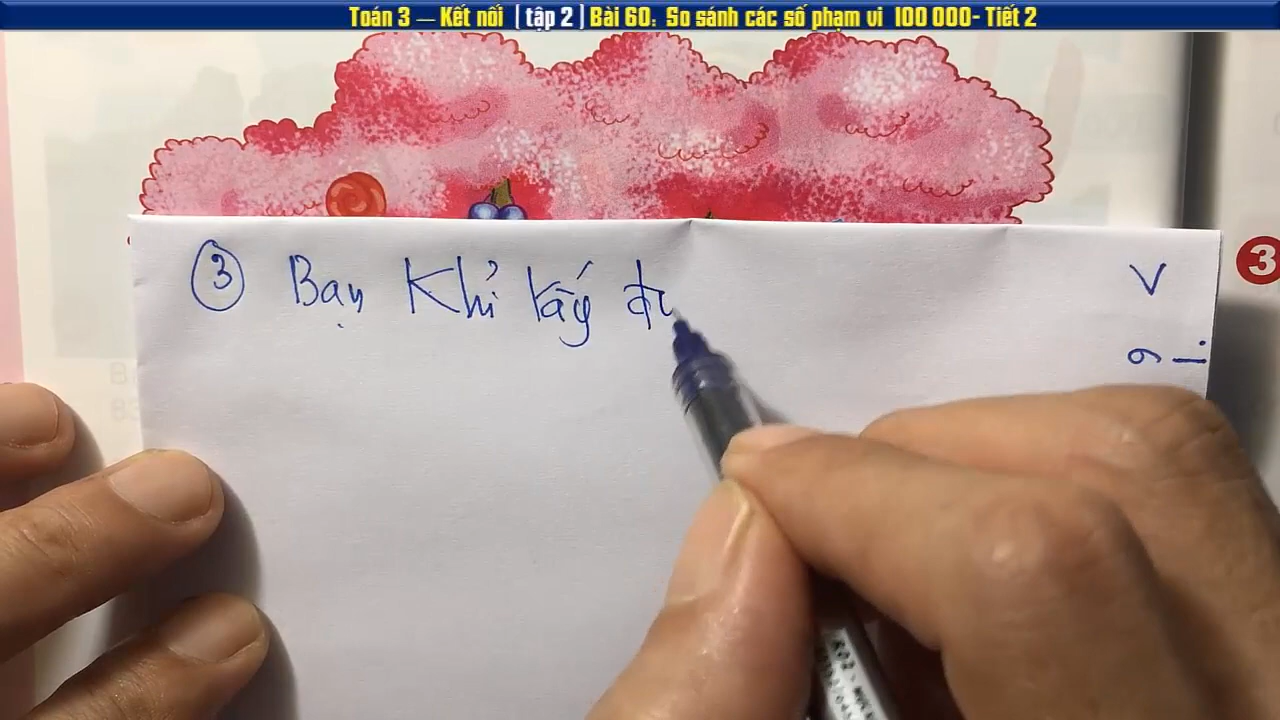 Toán 3 – Kết nối [ tập 2 ] Bài 60: So sánh các số phạm vi 100 000- Tiết 2
③ Bạn Khỉ lấy đư
3